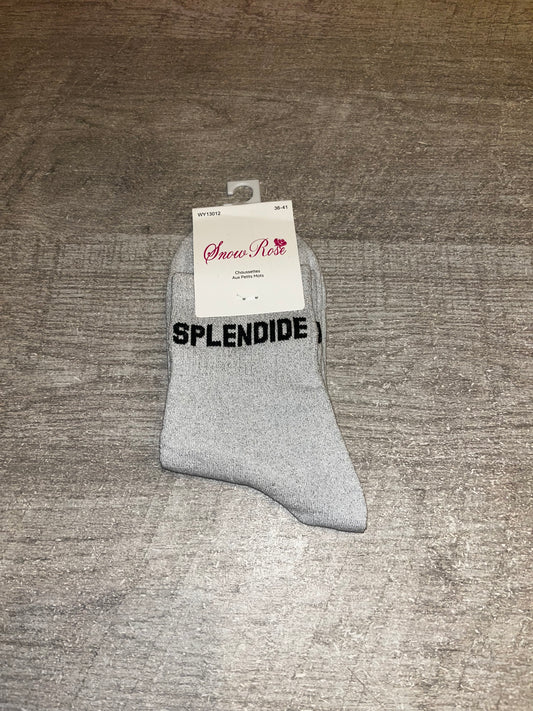 WY13012 36-41
Snow Rose
Chaussettes
Aux Petits Mots
SPLENDIDE